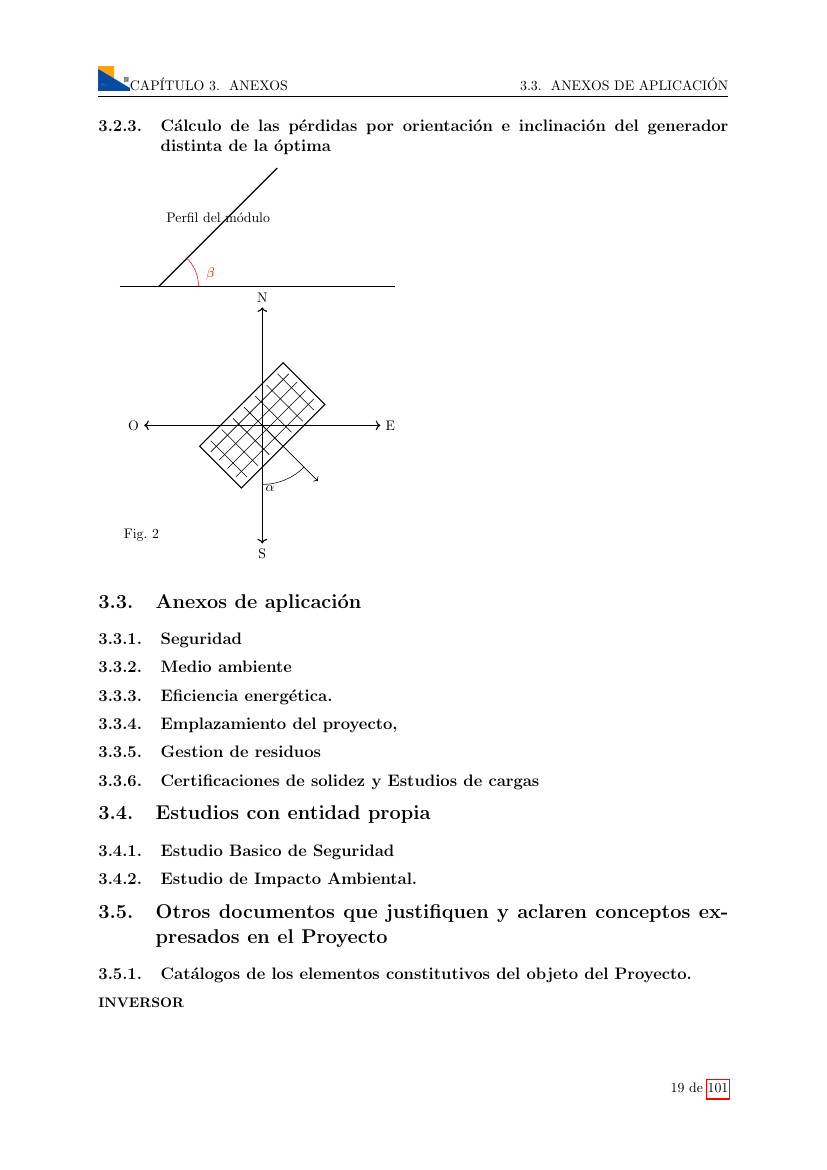 CAPÍTULO 3. ANEXOS 3.3. ANEXOS DE APLICACIÓN
3.2.3. Cálculo de las pérdidas por orientación e inclinación del generador
distinta de la óptima
Perfil del módulo
β
N
O E
α
Fig. 2
S
3.3. Anexos de aplicación
3.3.1. Seguridad
3.3.2. Medio ambiente
3.3.3. Eficiencia energética.
3.3.4. Emplazamiento del proyecto,
3.3.5. Gestion de residuos
3.3.6. Certificaciones de solidez y Estudios de cargas
3.4. Estudios con entidad propia
3.4.1. Estudio Basico de Seguridad
3.4.2. Estudio de Impacto Ambiental.
3.5. Otros documentos que justifiquen y aclaren conceptos ex-
presados en el Proyecto
3.5.1. Catálogos de los elementos constitutivos del objeto del Proyecto.
INVERSOR
19 de 101